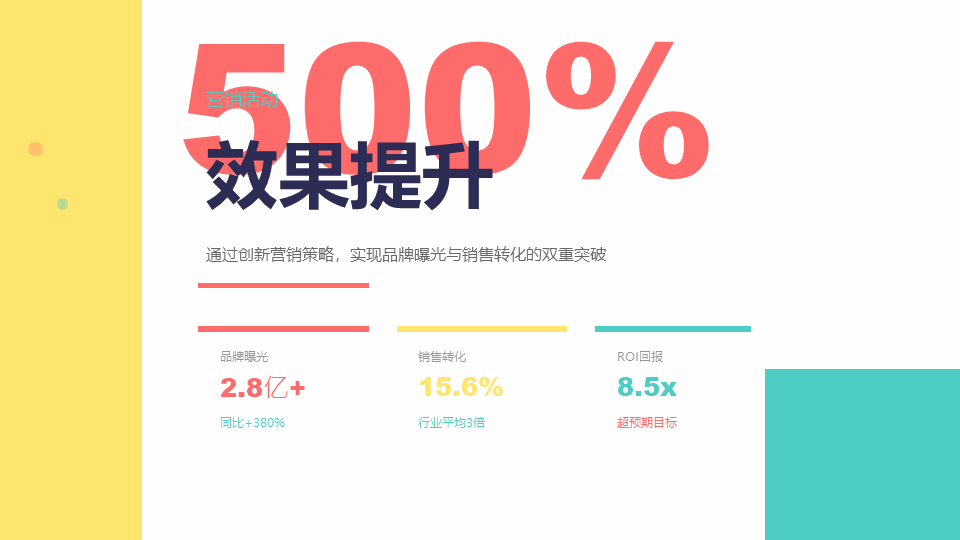 500%
营销活动
效果提升
通过创新营销策略，实现品牌曝光与销售转化的双重突破
品牌曝光
2.8亿+
同比+380%
销售转化
15.6%
行业平均3倍
ROI回报
8.5x
超预期目标